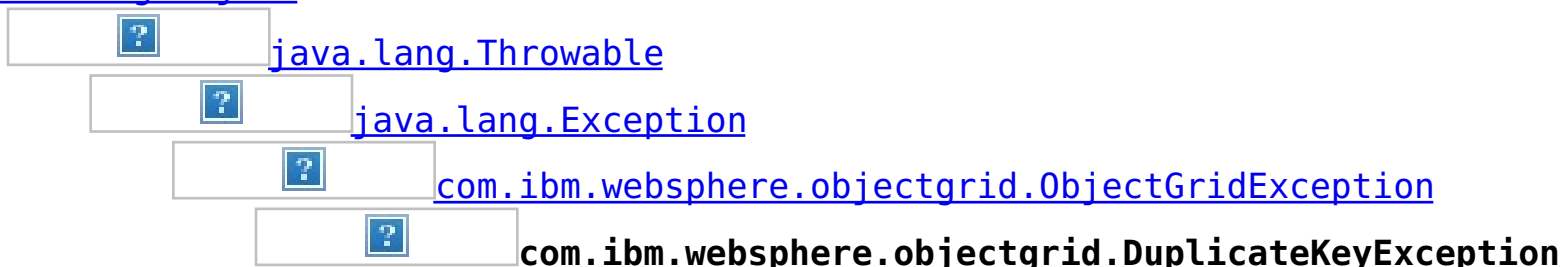 java.lang.Throwable
java.lang.Exception
com.ibm.websphere.objectgrid.ObjectGridException
com.ibm.websphere.objectgrid.DuplicateKeyException